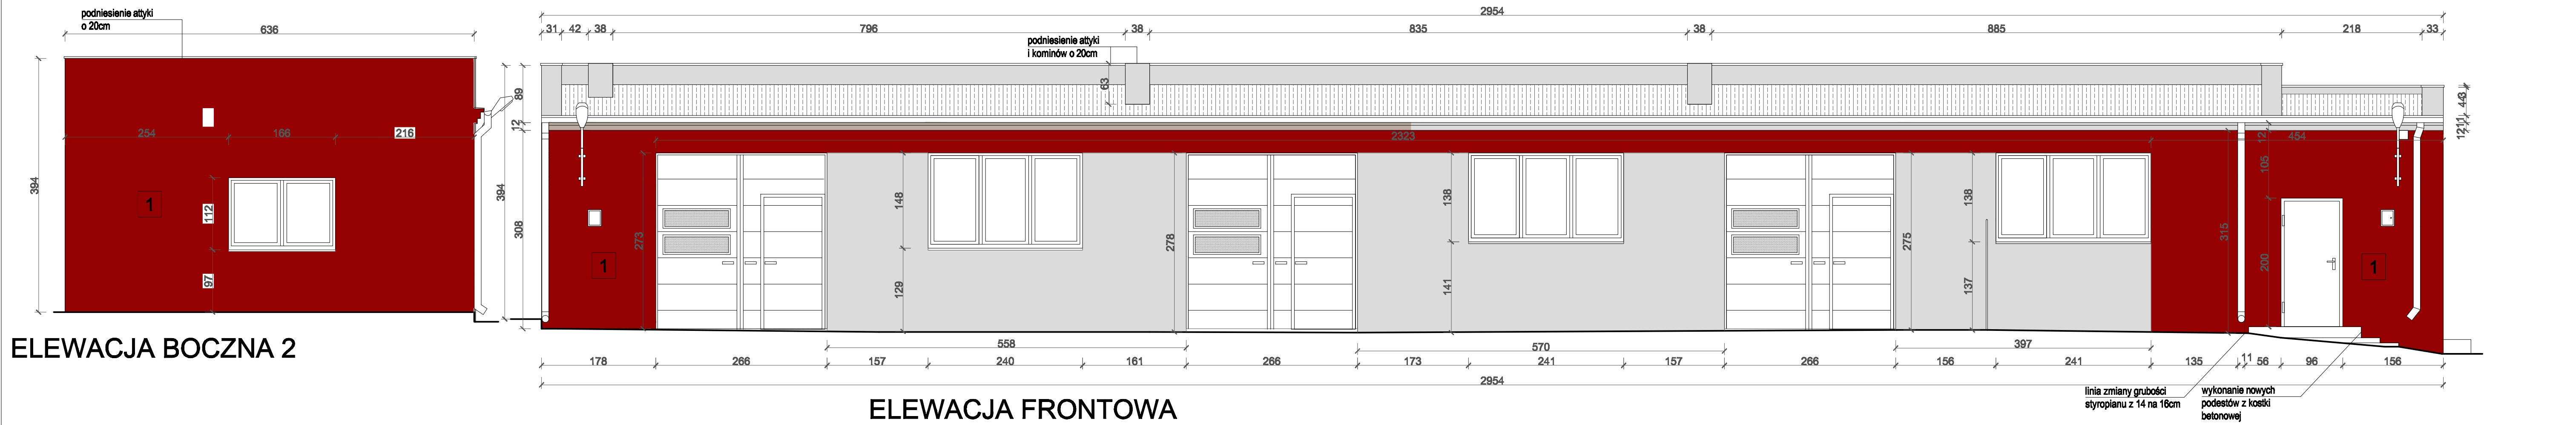 podniesienie attyki
o 20cm
636
254 166 216
394
112
97
1
ELEWACJA BOCZNA 2
2954
31 42 38 796 38 835 38 885 218 33
podniesienie attyki
i kominów o 20cm
63
394
89
12
308
2323
454
443
1211
12
105
200
315
273
148
129
278
138
141
275
138
137
1
1
558 570 397
178 266 157 240 161 266 173 241 157 266 156 241 135 11 56 96 156
2954
linia zmiany grubości
styropianu z 14 na 16cm
wykonanie nowych
podestów z kostki
betonowej
ELEWACJA FRONTOWA